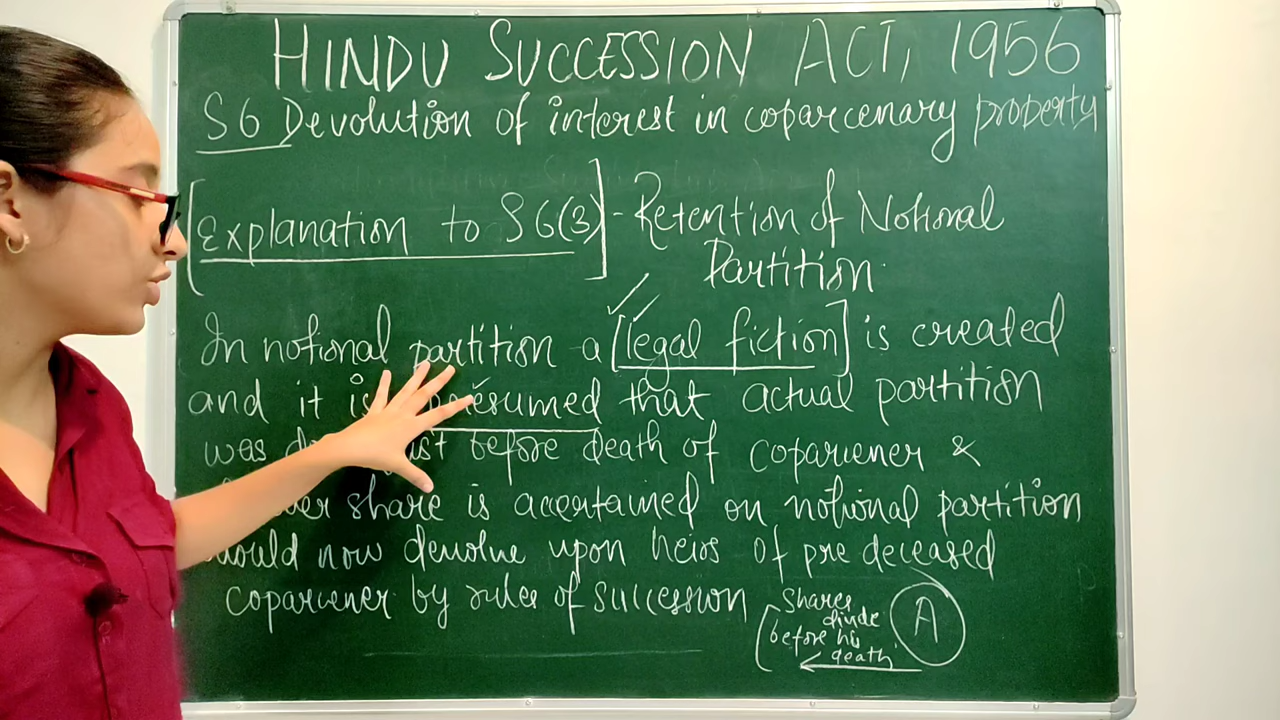 HINDU SUCCESSION ACT, 1956
S6 Devolution of interest in coparcenary property
[Explanation to S6(3)] - Retention of Notional
Partition.
In notional partition a [legal fiction] is created
and it is presumed that actual partition
was before death of coparcener &
share is ascertained on notional partition
would now devolve upon heirs of pre deceased
coparcener by rules of succession
Shares
divide
before his
death
A